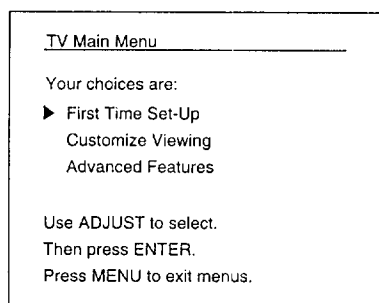 TV Main Menu
Your choices are:
First Time Set-Up
Customize Viewing
Advanced Features
Use ADJUST to select.
Then press ENTER.
Press MENU to exit menus.